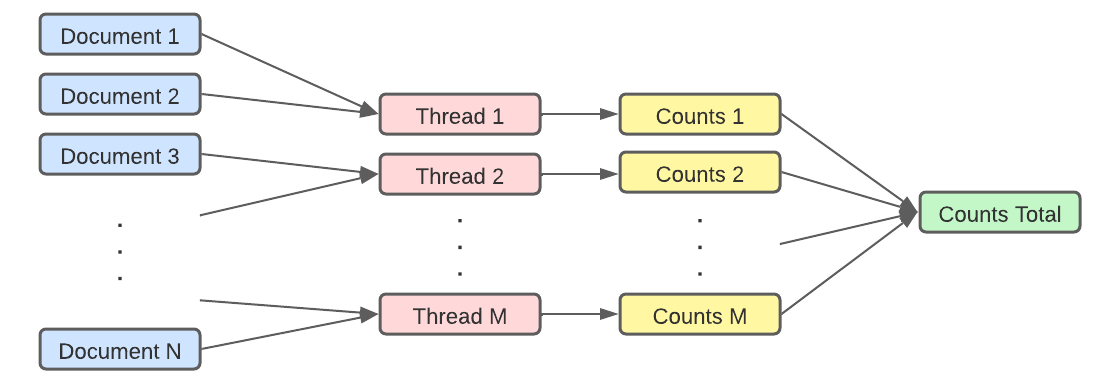 Document 1
Document 2
Document 3
Document N
Thread 1
Thread 2
Thread M
Counts 1
Counts 2
Counts M
Counts Total